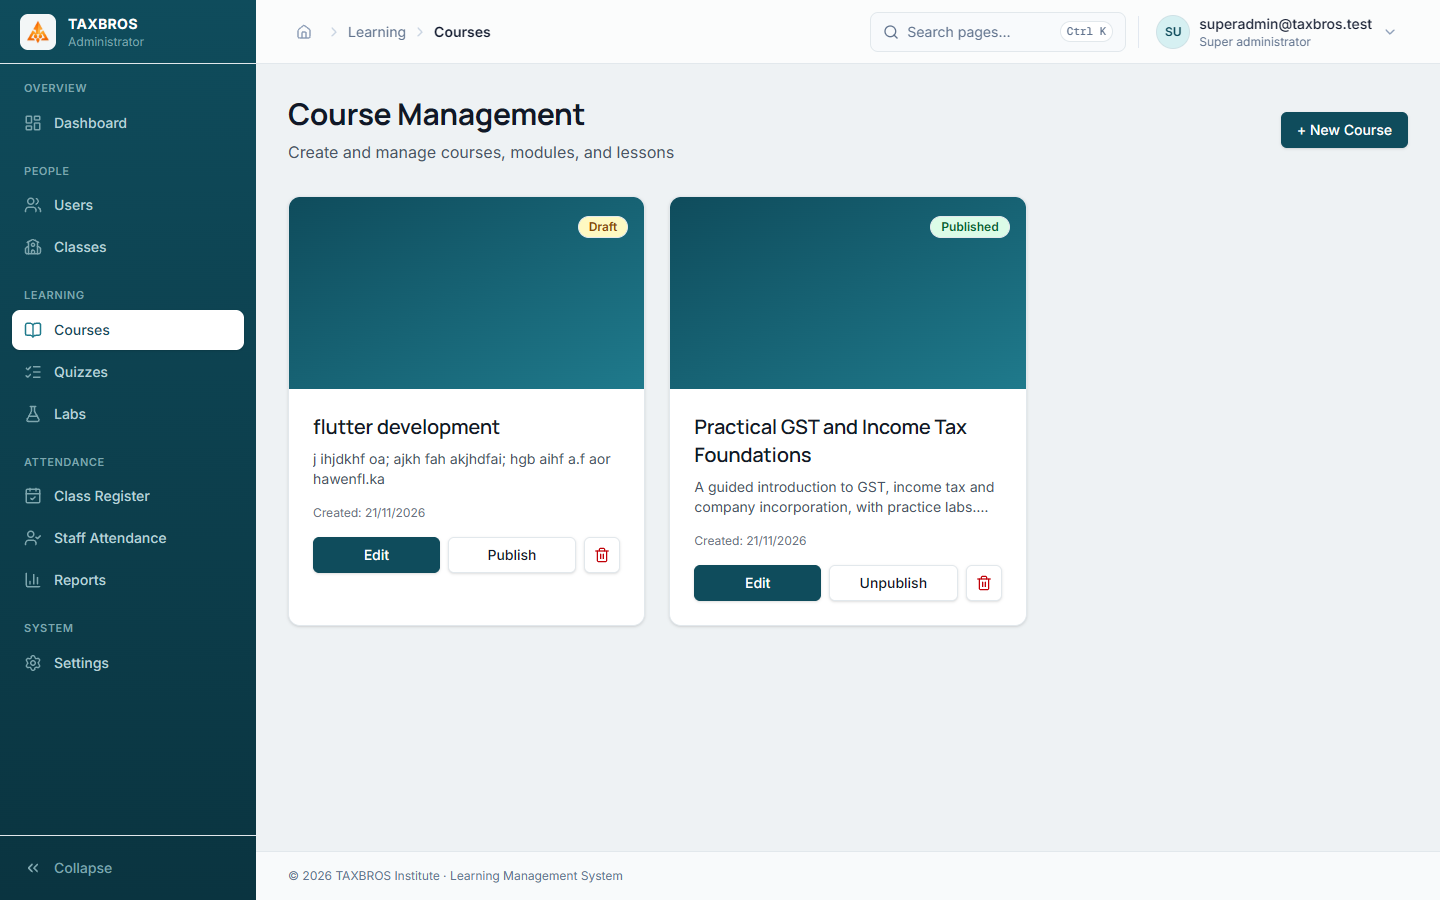 TAXBROS
Administrator
OVERVIEW
Dashboard
PEOPLE
Users
Classes
LEARNING
Courses
Quizzes
Labs
ATTENDANCE
Class Register
Staff Attendance
Reports
SYSTEM
Settings
Collapse
Learning
Courses
Search pages...
Ctrl K
SU
superadmin@taxbros.test
Super administrator
Course Management
Create and manage courses, modules, and lessons
+ New Course
Draft
flutter development
j ihjdkhf oa; ajkh fah akjhdfai; hgb aihf a.f aor
hawenfl.ka
Created: 21/11/2026
Edit
Publish
Published
Practical GST and Income Tax
Foundations
A guided introduction to GST, income tax and
company incorporation, with practice labs....
Created: 21/11/2026
Edit
Unpublish
© 2026 TAXBROS Institute · Learning Management System